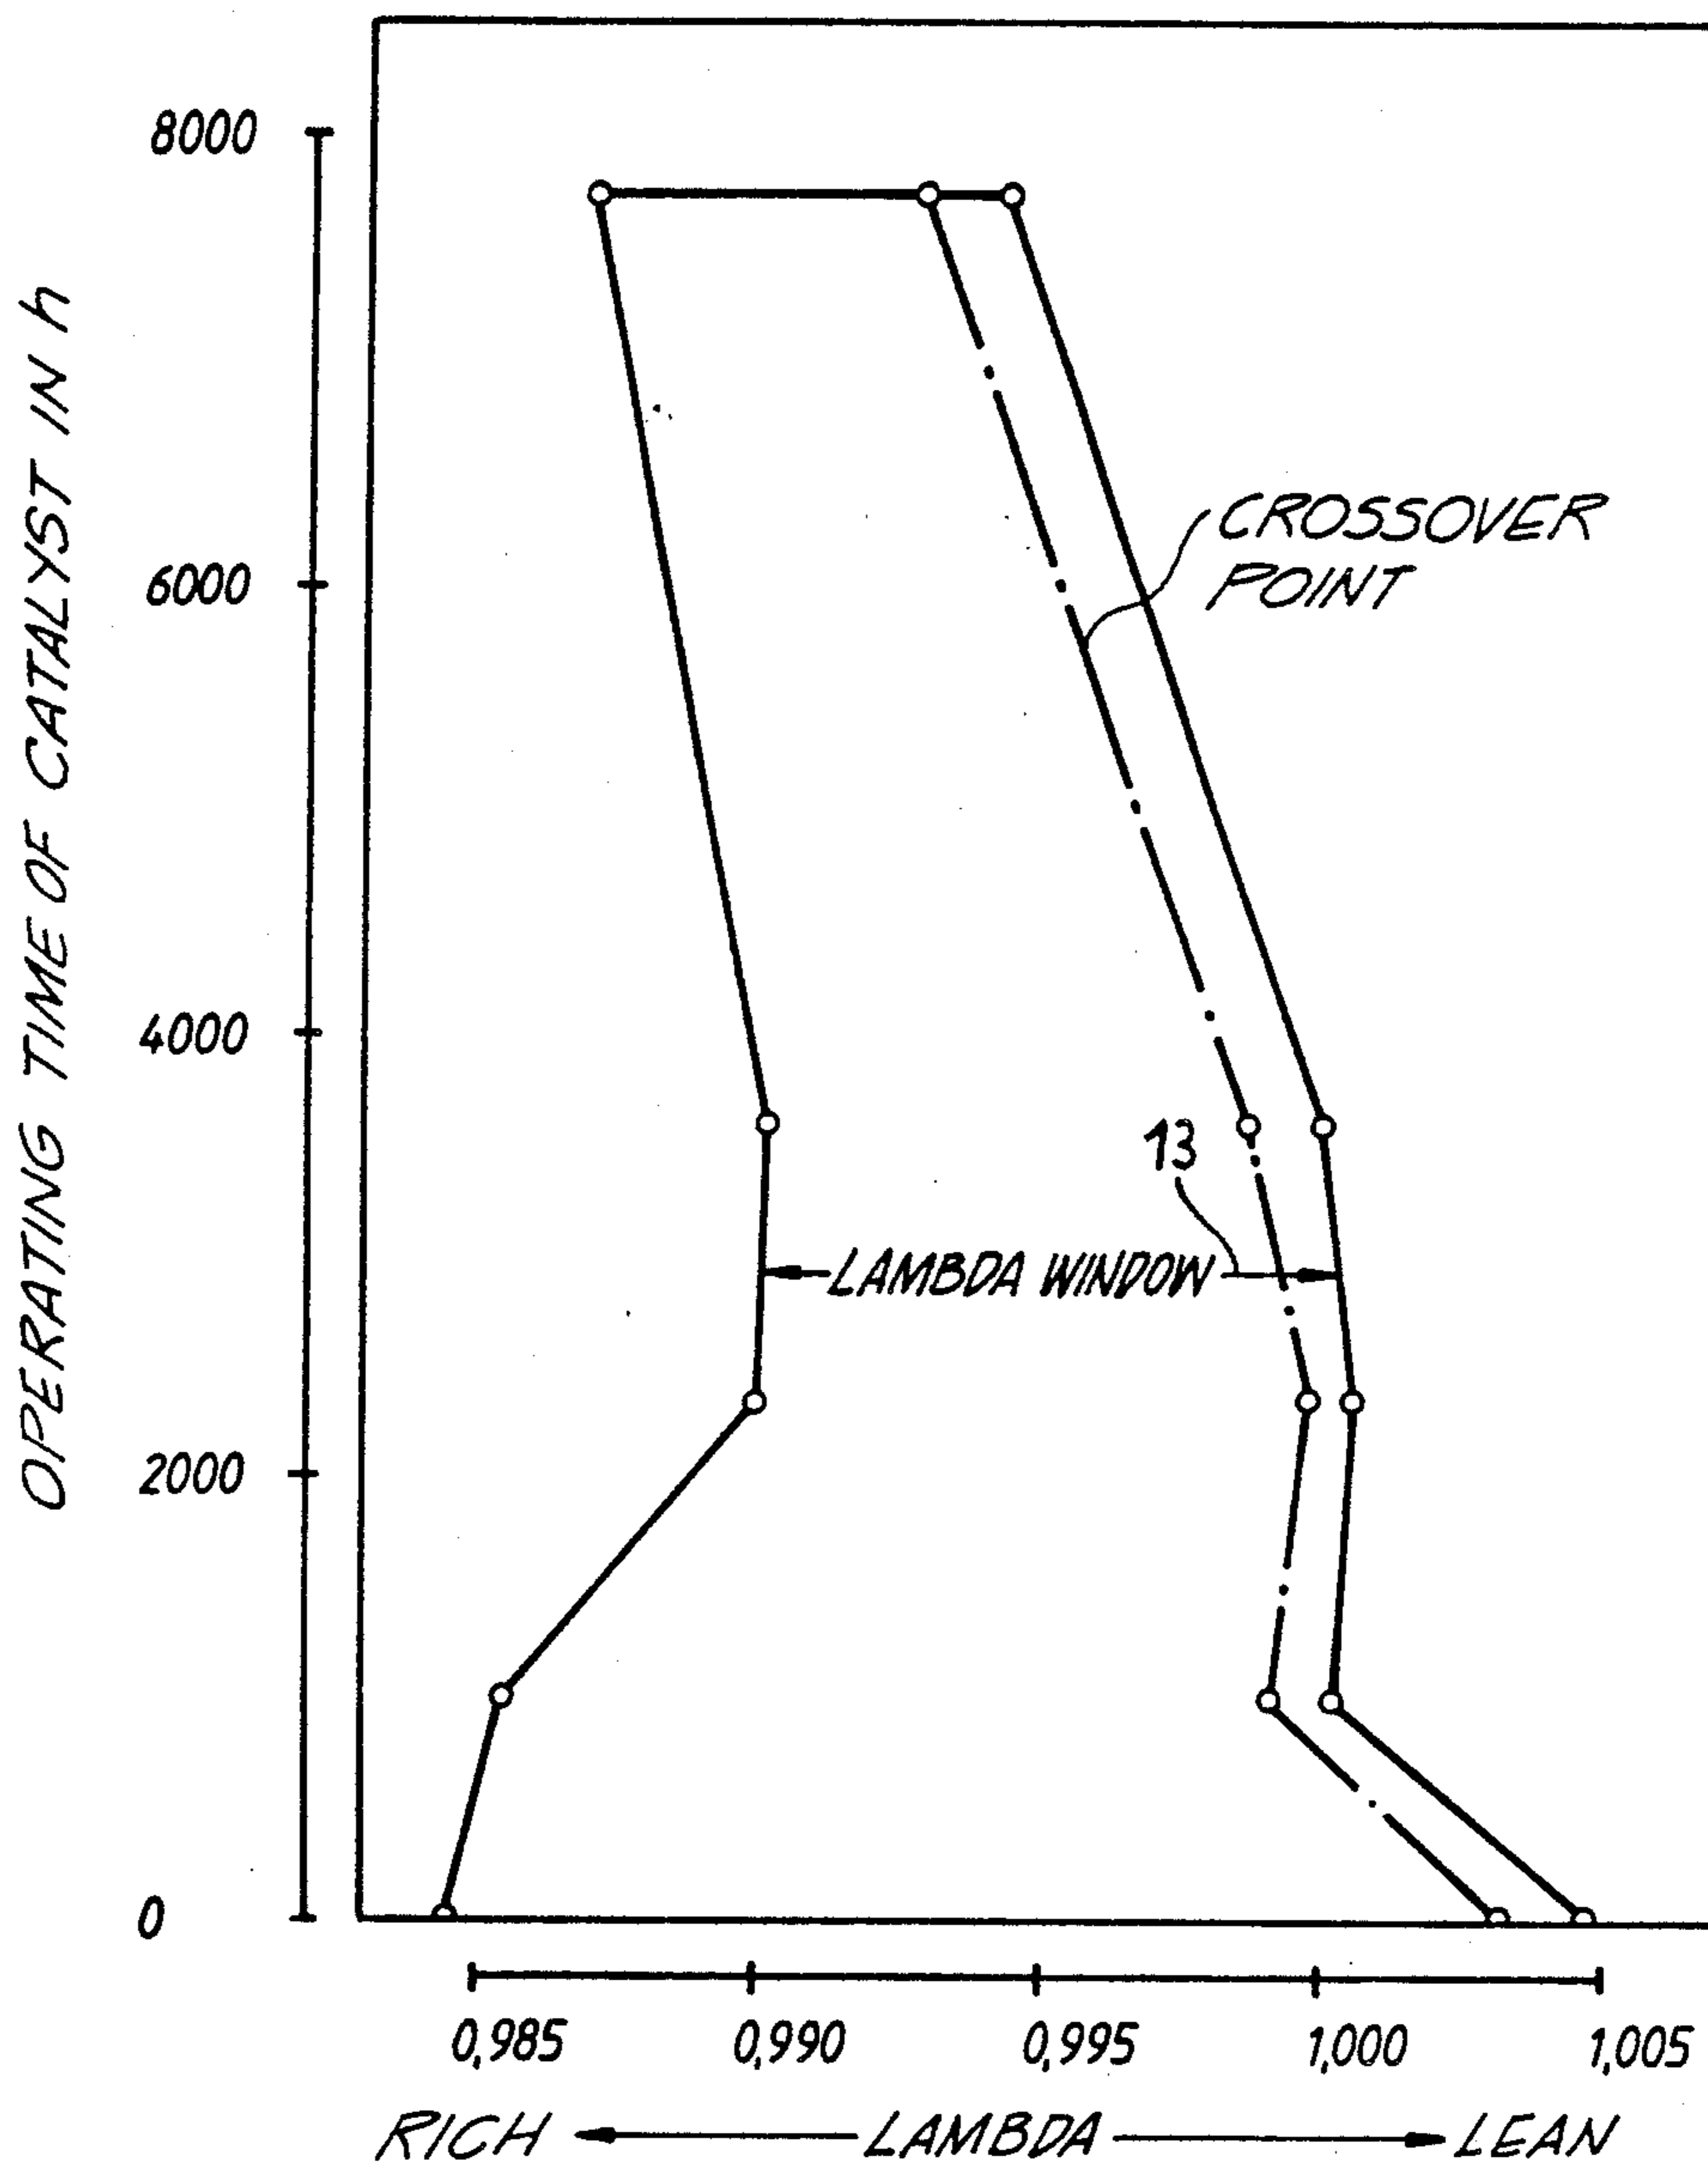 OPERATING TIME OF CATALYST IN h
8000
6000
4000
2000
0
CROSSOVER
POINT
13
LAMBDA WINDOW
0,985 0,990 0,995 1,000 1,005
RICH LAMBDA LEAN